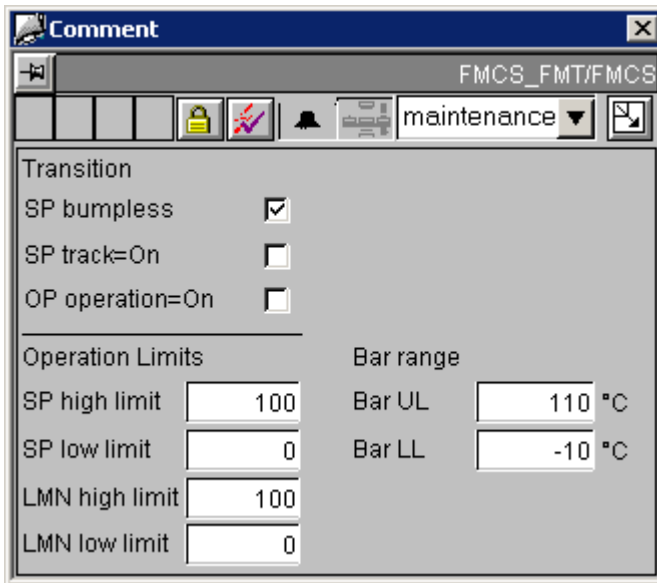 Comment
FMCS_FMT/FMCS
maintenance
Transition
SP bumpless
SP track=On
OP operation=On
Operation Limits Bar range
SP high limit 100 Bar UL 110 °C
SP low limit 0 Bar LL -10 °C
LMN high limit 100
LMN low limit 0